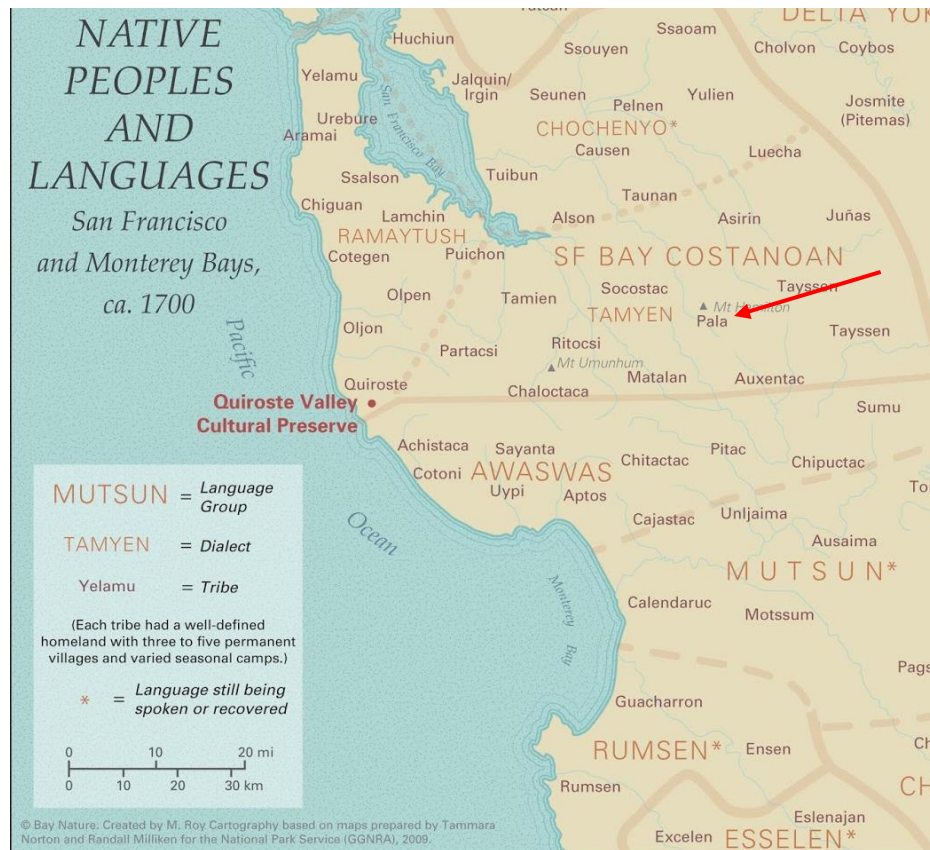 NATIVE
PEOPLES
AND
LANGUAGES
San Francisco
and Monterey Bays,
ca. 1700
Huchiun
Yelamu
Jalquin/
Irgin
Ssouyen
Ssaoam
DELTA
Cholvon
Coybos
Seunen
Pelnen
Yulien
Josmite
(Pitemas)
San Francisco Bay
Urebure
Aramai
CHOCHENYO*
Causen
Luecha
Ssalson
Tuibun
Taunan
Chiguan
Lamchin
Alson
Asirin
Juñas
RAMAYTUSH
Cotegen
Puichon
SF BAY COSTANOAN
Olpen
Tamien
Socostac
Tayssen
Mt Hamilton
TAMYEN
Pala
Oljon
Partacsi
Ritocsi
Tayssen
Mt Umunhum
Matalan
Auxentac
Quiroste
Chaloctaca
Pacific
Quiroste Valley
Cultural Preserve
Sumu
Achistaca
Sayanta
Pitac
Cotoni
AWASWAS
Chitactac
Chipuctac
Uypi
Aptos
Cajastac
Unljaima
Ocean
Ausaima
MUTSUN*
Monterey
Bay
Calendaruc
Motssum
Guacharron
RUMSEN*
Ensen
Rumsen
Eslenajan
Excelen
ESSELEN*
MUTSUN = Language
Group
TAMYEN = Dialect
Yelamu = Tribe
(Each tribe had a well-defined
homeland with three to five permanent
villages and varied seasonal camps.)
* = Language still being
spoken or recovered
0 10 20 mi
0 10 20 30 km
© Bay Nature. Created by M. Roy Cartography based on maps prepared by Tammara
Norton and Randall Milliken for the National Park Service (GGNRA), 2009.